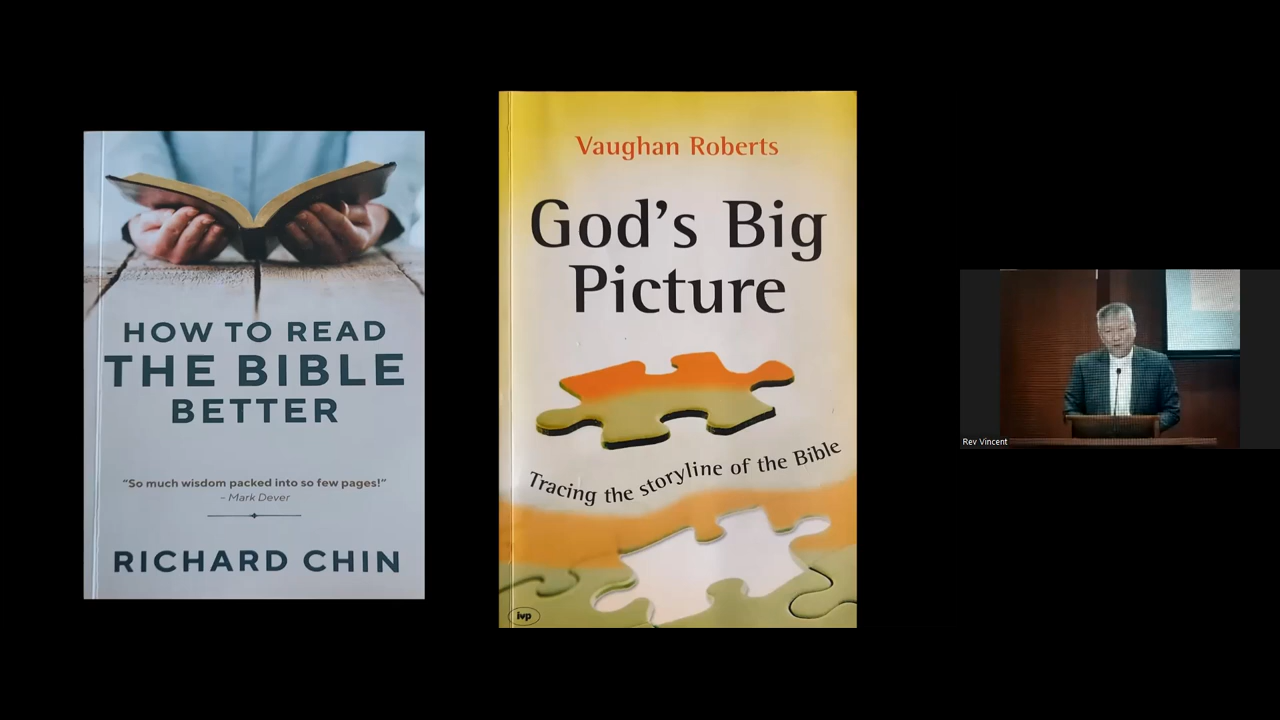 HOW TO READ
THE BIBLE
BETTER
“So much wisdom packed into so few pages!”
– Mark Dever
RICHARD CHIN
Vaughan Roberts
God’s Big
Picture
Tracing the storyline of the Bible
ivp
Rev Vincent